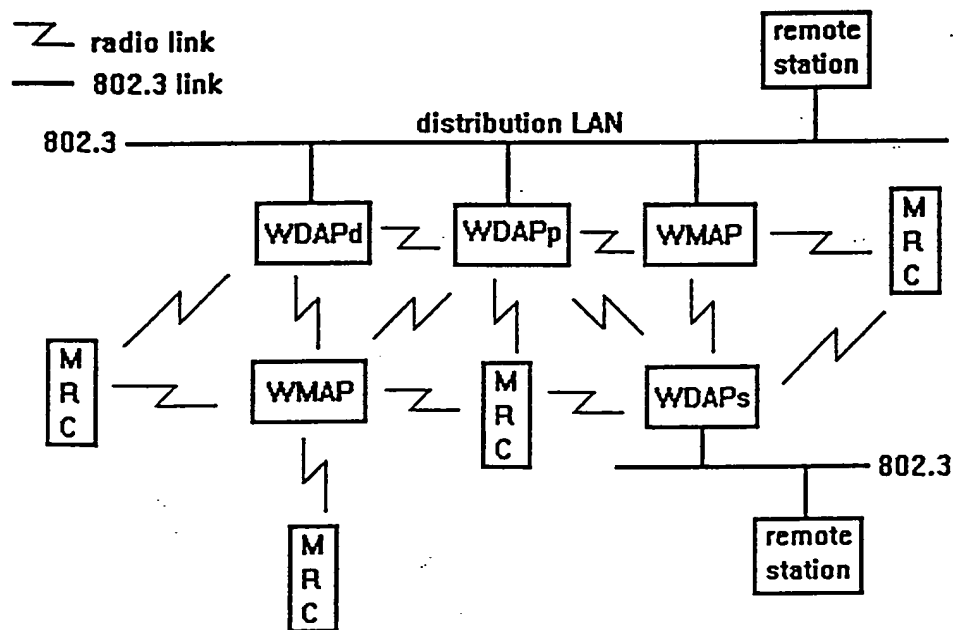 radio link
802.3 link
remote
station
distribution LAN
802.3
WDAPd
WDAPp
WMAP
M
R
C
M
R
C
WMAP
M
R
C
WDAPs
802.3
M
R
C
remote
station